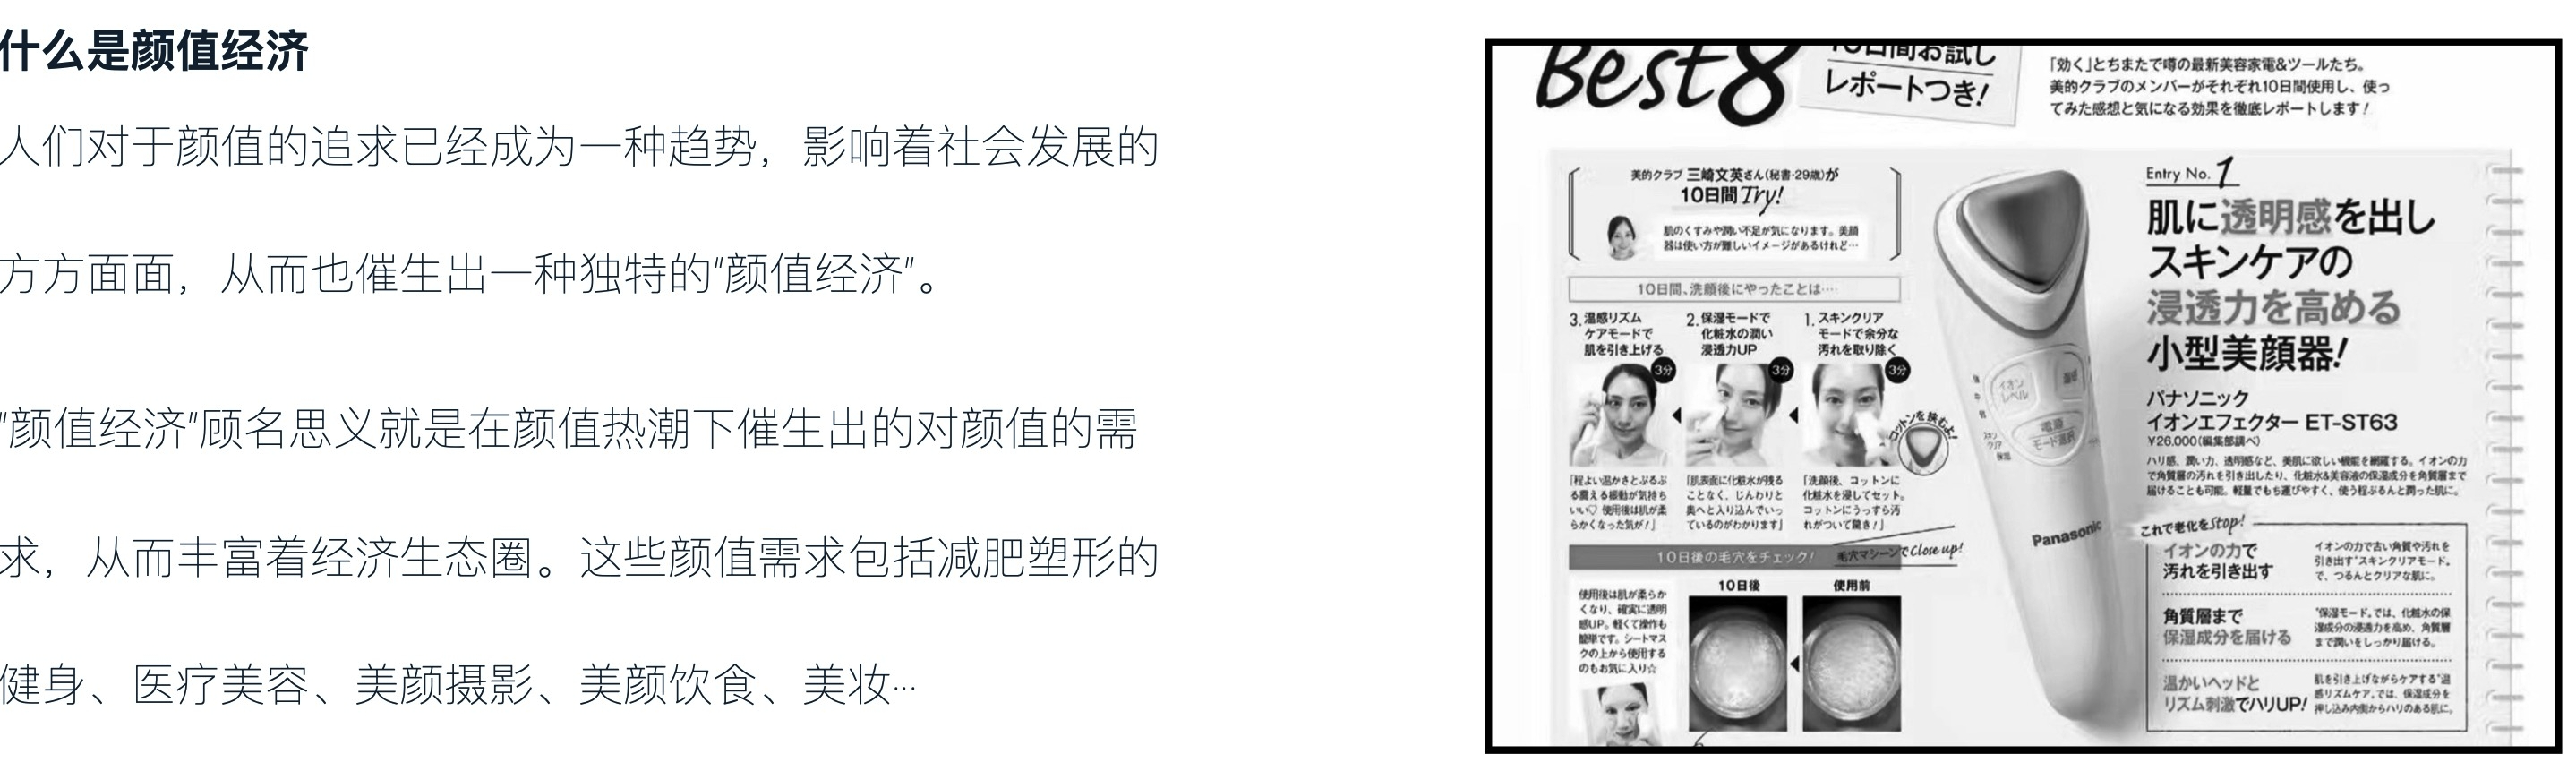 什么是颜值经济
人们对于颜值的追求已经成为一种趋势，影响着社会发展的
方方面面，从而也催生出一种独特的"颜值经济"。
"颜值经济"顾名思义就是在颜值热潮下催生出的对颜值的需
求，从而丰富着经济生态圈。这些颜值需求包括减肥塑形的
健身、医疗美容、美颜摄影、美颜饮食、美妆…
Best8
10日間お試し
レポートつき!
「効く」とちまたで噂の最新美容家電&ツールたち。
美的クラブのメンバーがそれぞれ10日間使用し、使っ
てみた感想と気になる効果を徹底レポートします!
美的クラブ 三崎文英さん(秘書·29歳)が
10日間Try!
肌のくすみや潤い不足が気になります。美顔
器は使い方が難しいイメージがあるけれど…
10日間、洗顔後にやったことは…
3.温感リズム
ケアモードで
肌を引き上げる
3分
「程よい温かさとぷるぷ
る震える振動が気持ち
いい♡ 使用後は肌が柔
らかくなった気が!」
2.保湿モードで
化粧水の潤い
浸透力UP
3分
「肌表面に化粧水が残る
ことなく、じんわりと
奥へと入り込んでいっ
ているのがわかります」
1.スキンクリア
モードで余分な
汚れを取り除く
3分
「洗顔後、コットンに
化粧水を浸してセット。
コットンにうっすら汚
れがついて驚き!」
コットンを挟むよ!
10日後の毛穴をチェック!
毛穴マシーンでClose up!
使用後は肌が柔らか
くなり、確実に透明
感UP。軽くて操作も
簡単です。シートマス
クの上から使用する
のもお気に入り☆
10日後
使用前
イオン
レベル
温感
電源
モード選択
強
中
弱
スキン
クリア
保湿
Panasonic
Entry No.1
肌に透明感を出し
スキンケアの
浸透力を高める
小型美顔器!
パナソニック
イオンエフェクター ET-ST63
¥26,000(編集部調べ)
ハリ感、潤い力、透明感など、美肌に欲しい機能を網羅する。イオンの力
で角質層の汚れを引き出したり、化粧水&美容液の保湿成分を角質層まで
届けることも可能。軽量でもち運びやすく、使う程ぷるんと潤った肌に。
これで老化をStop!
イオンの力で
汚れを引き出す
イオンの力で古い角質や汚れを
引き出す"スキンクリアモード"
で、つるんとクリアな肌に。
角質層まで
保湿成分を届ける
"保湿モード"では、化粧水の保
湿成分の浸透力を高め、角質層
まで潤いをしっかり届ける。
温かいヘッドと
リズム刺激でハリUP!
肌を引き上げながらケアする"温
感リズムケア"では、保湿成分を
押し込み内側からハリのある肌に。